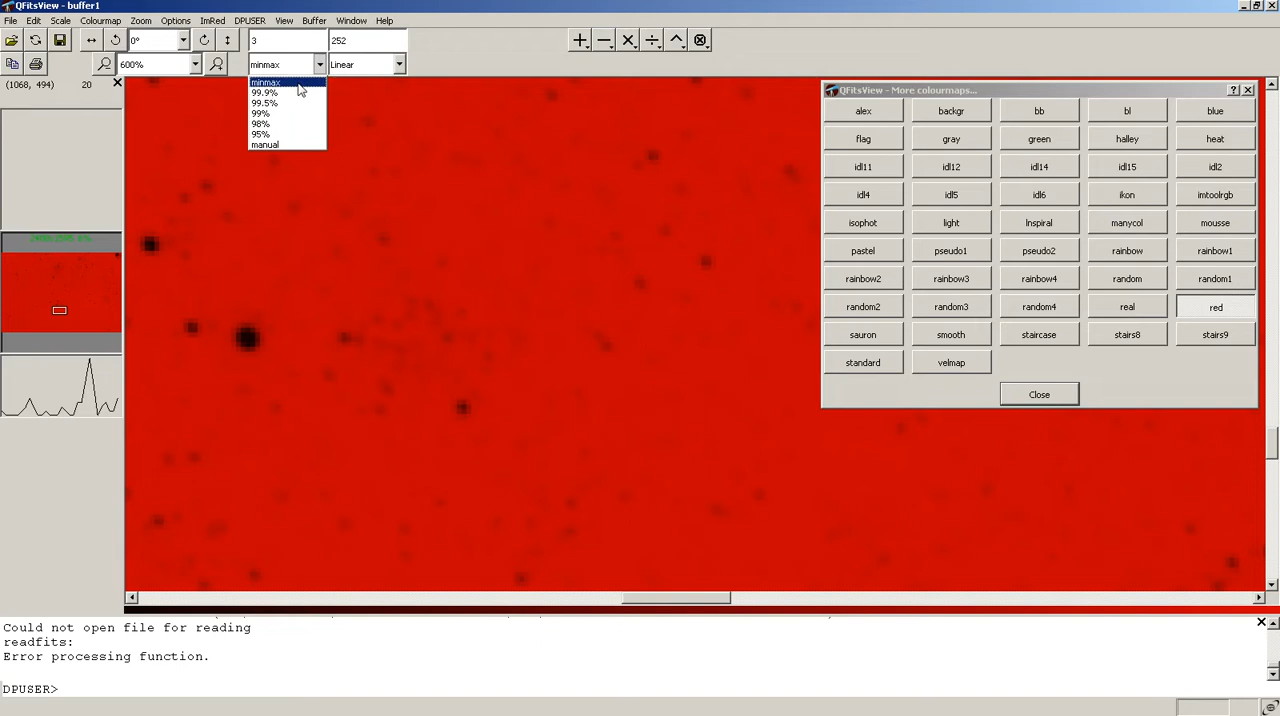 QFitsView - buffer1
File Edit Scale Colourmap Zoom Options ImRed DPUSER View Buffer Window Help
0° 3 252
600% minmax Linear
(1068, 494) 20
minmax
99.9%
99.5%
99%
98%
95%
manual
QFitsView - More colourmaps...
alex backgr bb bl blue
flag gray green halley heat
idl11 idl12 idl14 idl15 idl2
idl4 idl5 idl6 ikon imtoolrgb
isophot light lnspiral manycol mousse
pastel pseudo1 pseudo2 rainbow rainbow1
rainbow2 rainbow3 rainbow4 random random1
random2 random3 random4 real red
sauron smooth staircase stairs8 stairs9
standard velmap
Close
Could not open file for reading
readfits:
Error processing function.
DPUSER>